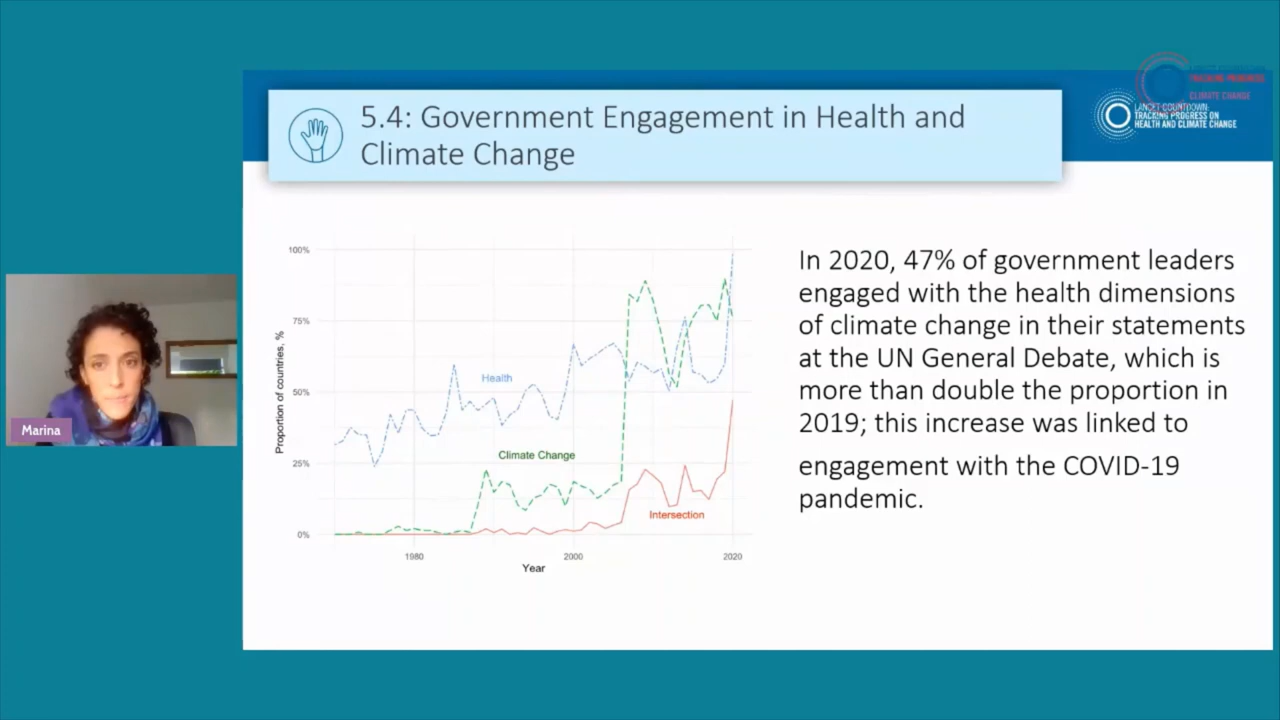 5.4: Government Engagement in Health and
Climate Change
LANCET COUNTDOWN:
TRACKING PROGRESS ON
HEALTH AND CLIMATE CHANGE
TRACKING PROGRESS
CLIMATE CHANGE
Marina
100%
75%
50%
25%
0%
Proportion of countries, %
Health
Climate Change
Intersection
1980
2000
2020
Year
In 2020, 47% of government leaders
engaged with the health dimensions
of climate change in their statements
at the UN General Debate, which is
more than double the proportion in
2019; this increase was linked to
engagement with the COVID-19
pandemic.